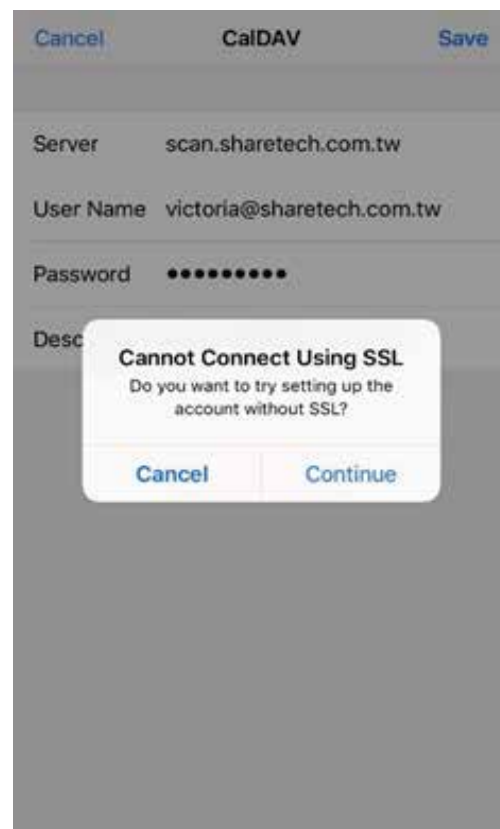 Cancel CalDAV Save
Server scan.sharetech.com.tw
User Name victoria@sharetech.com.tw
Password •••••••••
Desc
Cannot Connect Using SSL
Do you want to try setting up the
account without SSL?
Cancel Continue